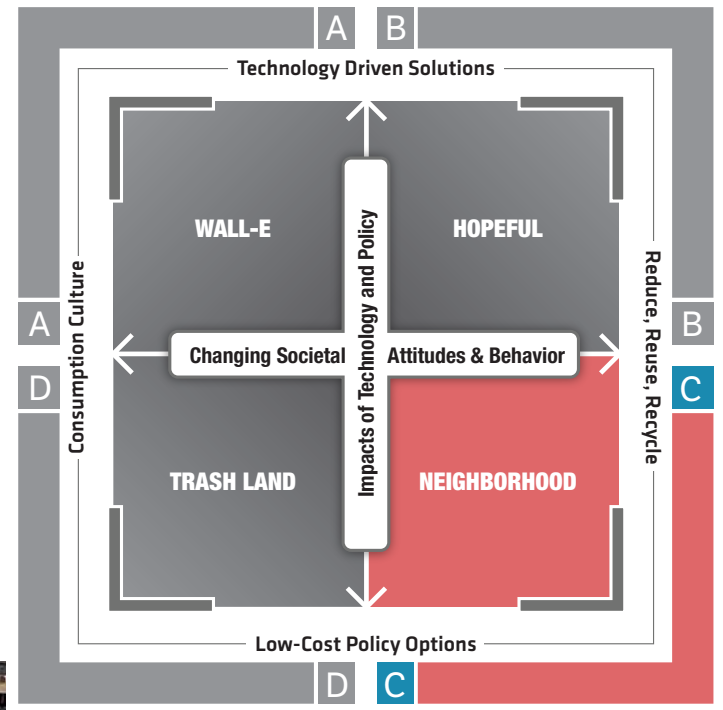 A B
Technology Driven Solutions
WALL-E
HOPEFUL
Impacts of Technology and Policy
Consumption Culture
Reduce, Reuse, Recycle
A
B
Changing Societal Attitudes & Behavior
D
C
TRASH LAND
NEIGHBORHOOD
Low-Cost Policy Options
D C